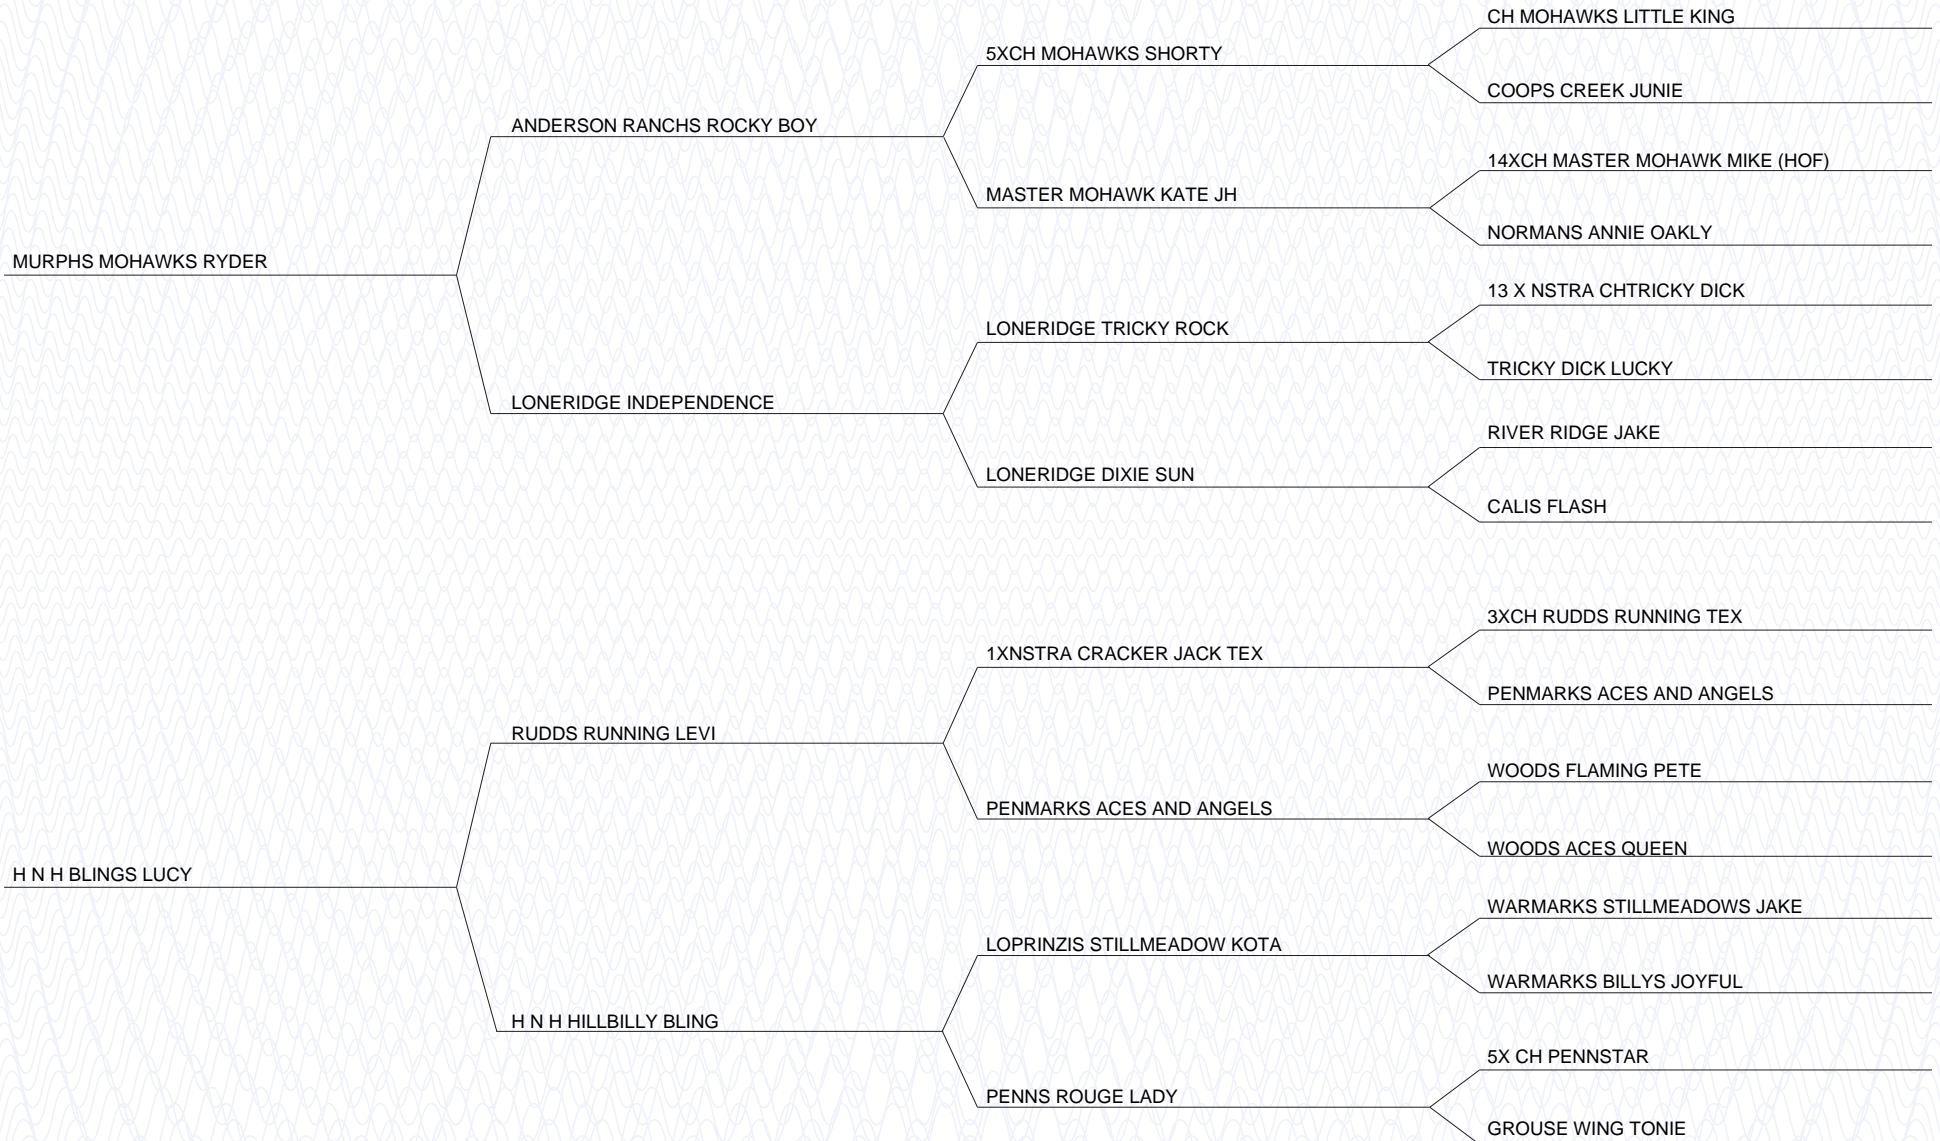 CH MOHAWKS LITTLE KING
5XCH MOHAWKS SHORTY
COOPS CREEK JUNIE
ANDERSON RANCHS ROCKY BOY
14XCH MASTER MOHAWK MIKE (HOF)
MASTER MOHAWK KATE JH
NORMANS ANNIE OAKLY
MURPHS MOHAWKS RYDER
13 X NSTRA CHTRICKY DICK
LONERIDGE TRICKY ROCK
TRICKY DICK LUCKY
LONERIDGE INDEPENDENCE
RIVER RIDGE JAKE
LONERIDGE DIXIE SUN
CALIS FLASH
3XCH RUDDS RUNNING TEX
1XNSTRA CRACKER JACK TEX
PENMARKS ACES AND ANGELS
RUDDS RUNNING LEVI
WOODS FLAMING PETE
PENMARKS ACES AND ANGELS
WOODS ACES QUEEN
H N H BLINGS LUCY
WARMARKS STILLMEADOWS JAKE
LOPRINZIS STILLMEADOW KOTA
WARMARKS BILLYS JOYFUL
H N H HILLBILLY BLING
5X CH PENNSTAR
PENNS ROUGE LADY
GROUSE WING TONIE